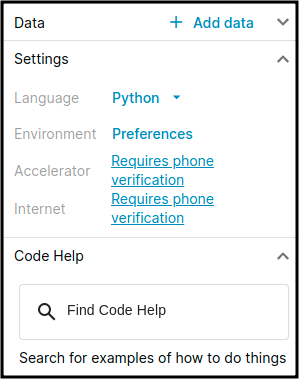 Data + Add data
Settings
Language Python
Environment Preferences
Accelerator Requires phone
verification
Internet Requires phone
verification
Code Help
Find Code Help
Search for examples of how to do things